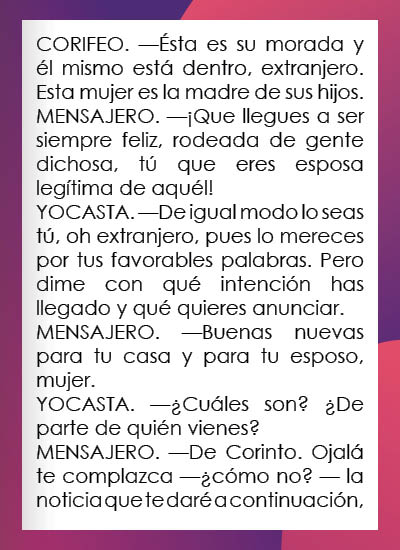 CORIFEO. —Ésta es su morada y
él mismo está dentro, extranjero.
Esta mujer es la madre de sus hijos.
MENSAJERO. —¡Que llegues a ser
siempre feliz, rodeada de gente
dichosa, tú que eres esposa
legítima de aquél!
YOCASTA. —De igual modo lo seas
tú, oh extranjero, pues lo mereces
por tus favorables palabras. Pero
dime con qué intención has
llegado y qué quieres anunciar.
MENSAJERO. —Buenas nuevas
para tu casa y para tu esposo,
mujer.
YOCASTA. —¿Cuáles son? ¿De
parte de quién vienes?
MENSAJERO. —De Corinto. Ojalá
te complazca —¿cómo no? — la
noticia que te daré a continuación,